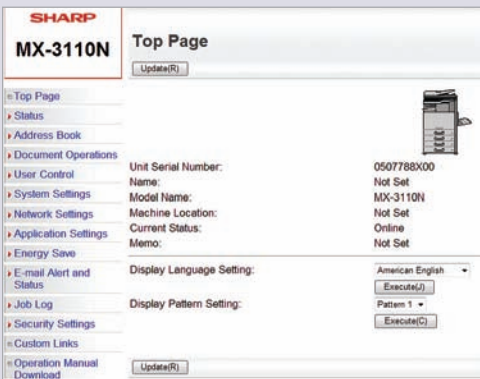 SHARP
MX-3110N
Top Page
Update(R)
Top Page
Status
Address Book
Document Operations
User Control
System Settings
Network Settings
Application Settings
Energy Save
E-mail Alert and
Status
Job Log
Security Settings
Custom Links
Operation Manual
Download
Unit Serial Number: 0507788X00
Name: Not Set
Model Name: MX-3110N
Machine Location: Not Set
Current Status: Online
Memo: Not Set
Display Language Setting: American English
Execute(J)
Display Pattern Setting: Pattern 1
Execute(C)
Update(R)